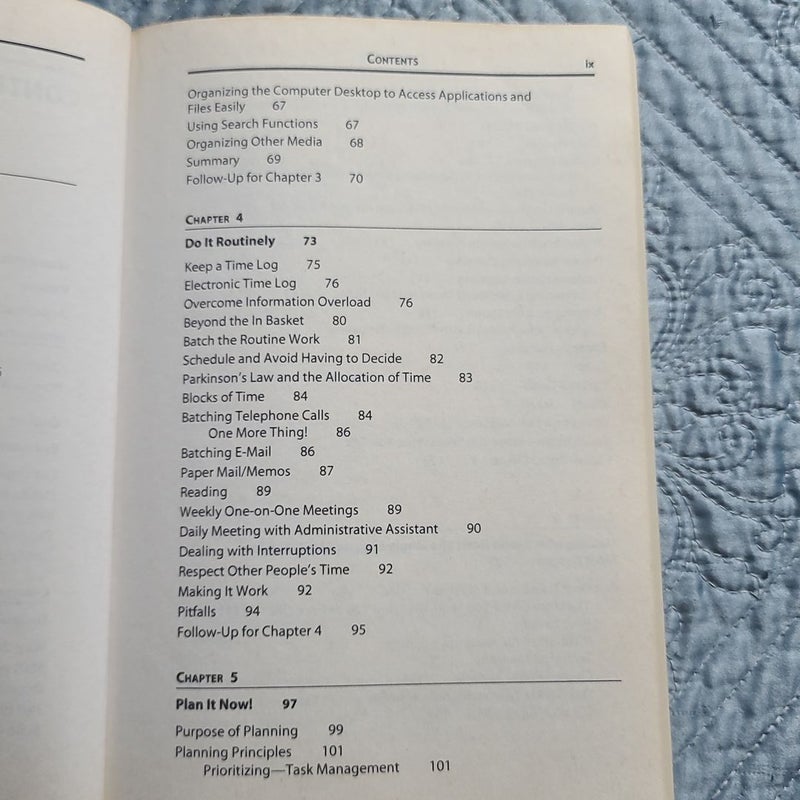 CONTENTS ix
Organizing the Computer Desktop to Access Applications and
Files Easily 67
Using Search Functions 67
Organizing Other Media 68
Summary 69
Follow-Up for Chapter 3 70
CHAPTER 4
Do It Routinely 73
Keep a Time Log 75
Electronic Time Log 76
Overcome Information Overload 76
Beyond the In Basket 80
Batch the Routine Work 81
Schedule and Avoid Having to Decide 82
Parkinson's Law and the Allocation of Time 83
Blocks of Time 84
Batching Telephone Calls 84
One More Thing! 86
Batching E-Mail 86
Paper Mail/Memos 87
Reading 89
Weekly One-on-One Meetings 89
Daily Meeting with Administrative Assistant 90
Dealing with Interruptions 91
Respect Other People's Time 92
Making It Work 92
Pitfalls 94
Follow-Up for Chapter 4 95
CHAPTER 5
Plan It Now! 97
Purpose of Planning 99
Planning Principles 101
Prioritizing—Task Management 101